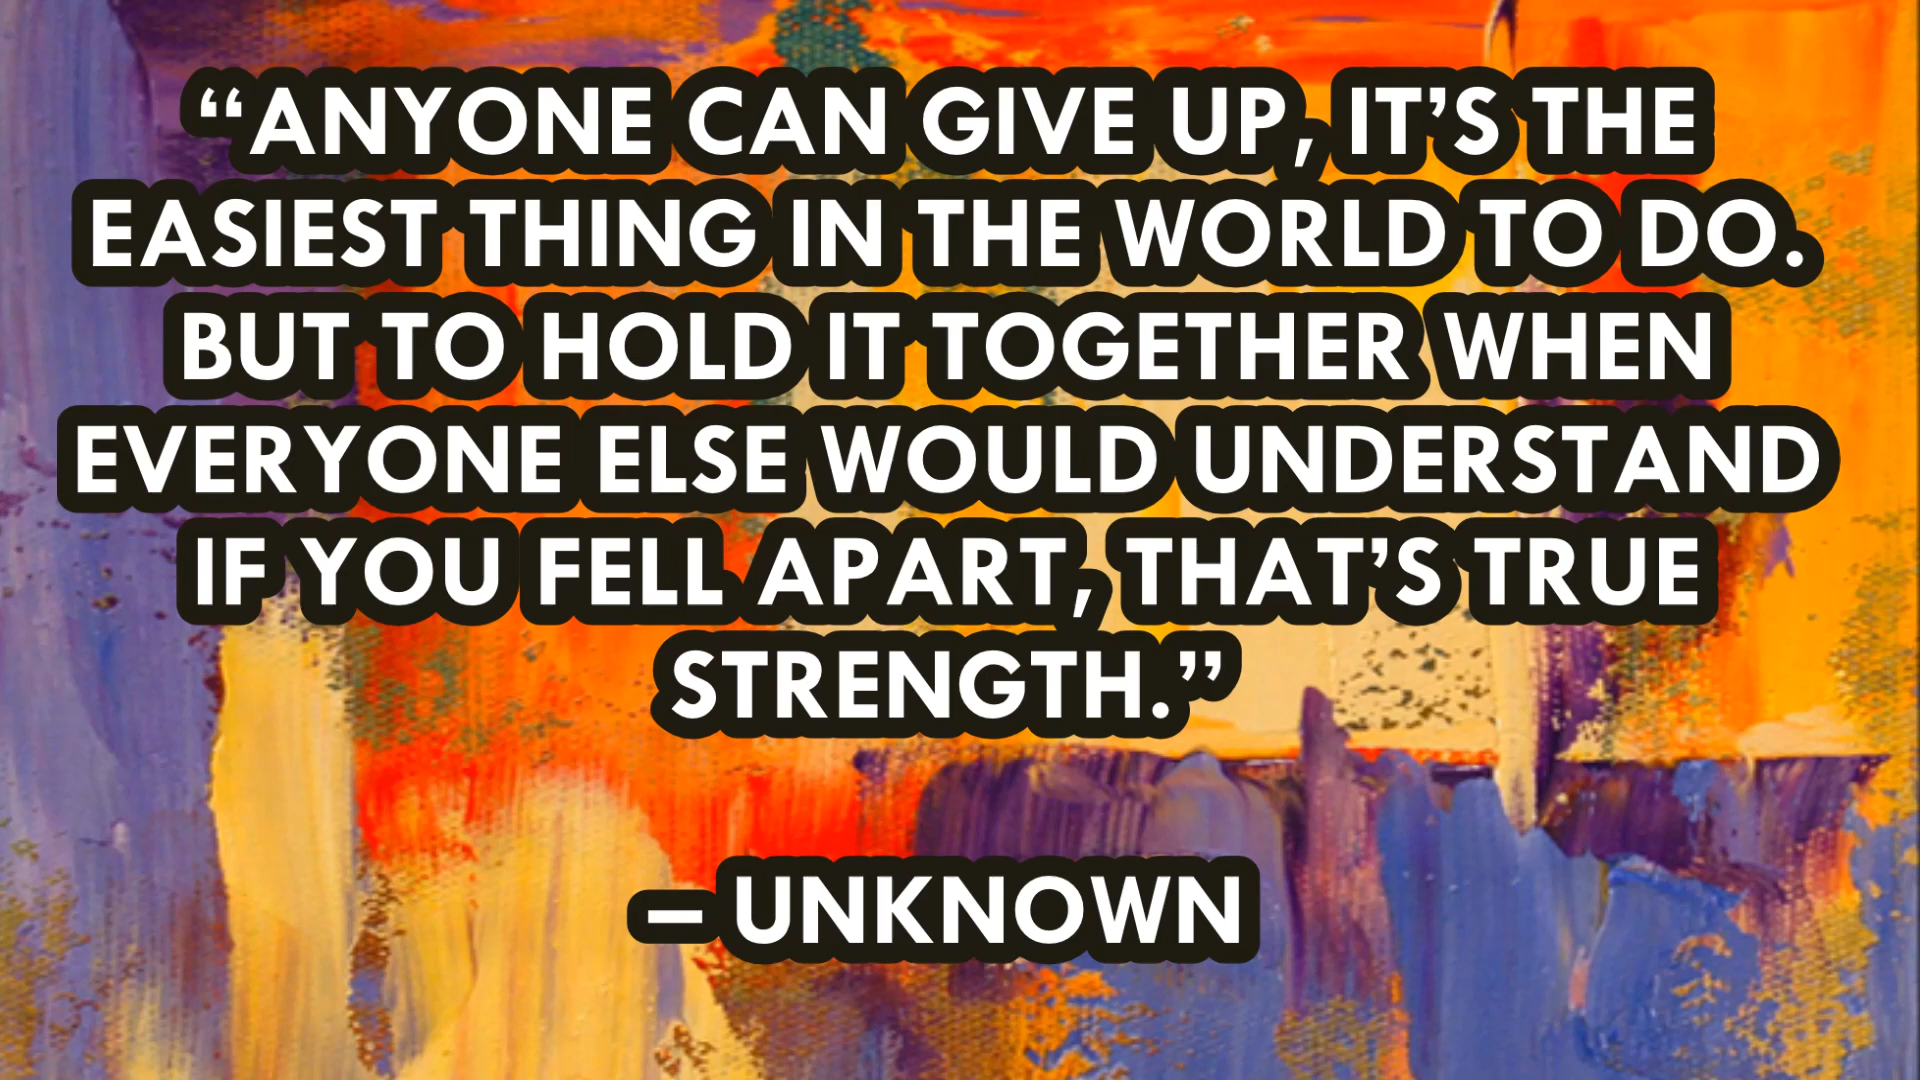 “ANYONE CAN GIVE UP, IT’S THE
EASIEST THING IN THE WORLD TO DO.
BUT TO HOLD IT TOGETHER WHEN
EVERYONE ELSE WOULD UNDERSTAND
IF YOU FELL APART, THAT’S TRUE
STRENGTH.”
– UNKNOWN